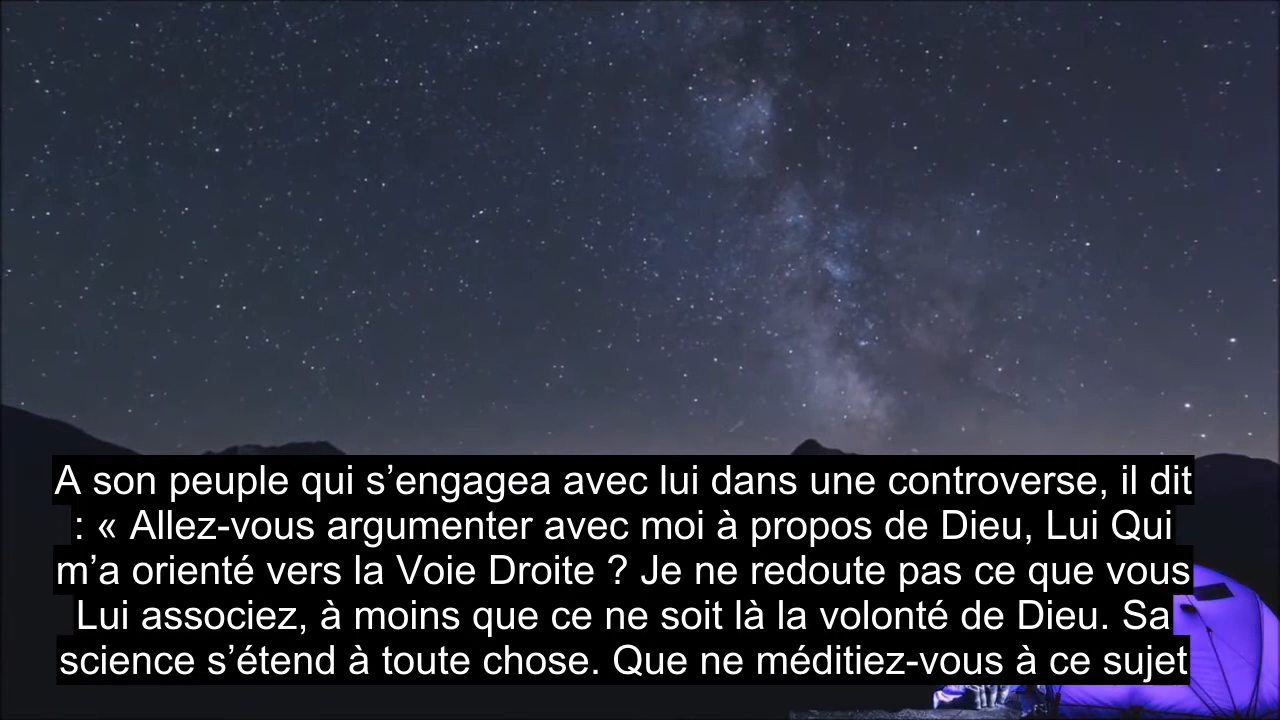 A son peuple qui s’engagea avec lui dans une controverse, il dit
: « Allez-vous argumenter avec moi à propos de Dieu, Lui Qui
m’a orienté vers la Voie Droite ? Je ne redoute pas ce que vous
Lui associez, à moins que ce ne soit là la volonté de Dieu. Sa
science s’étend à toute chose. Que ne méditiez-vous à ce sujet